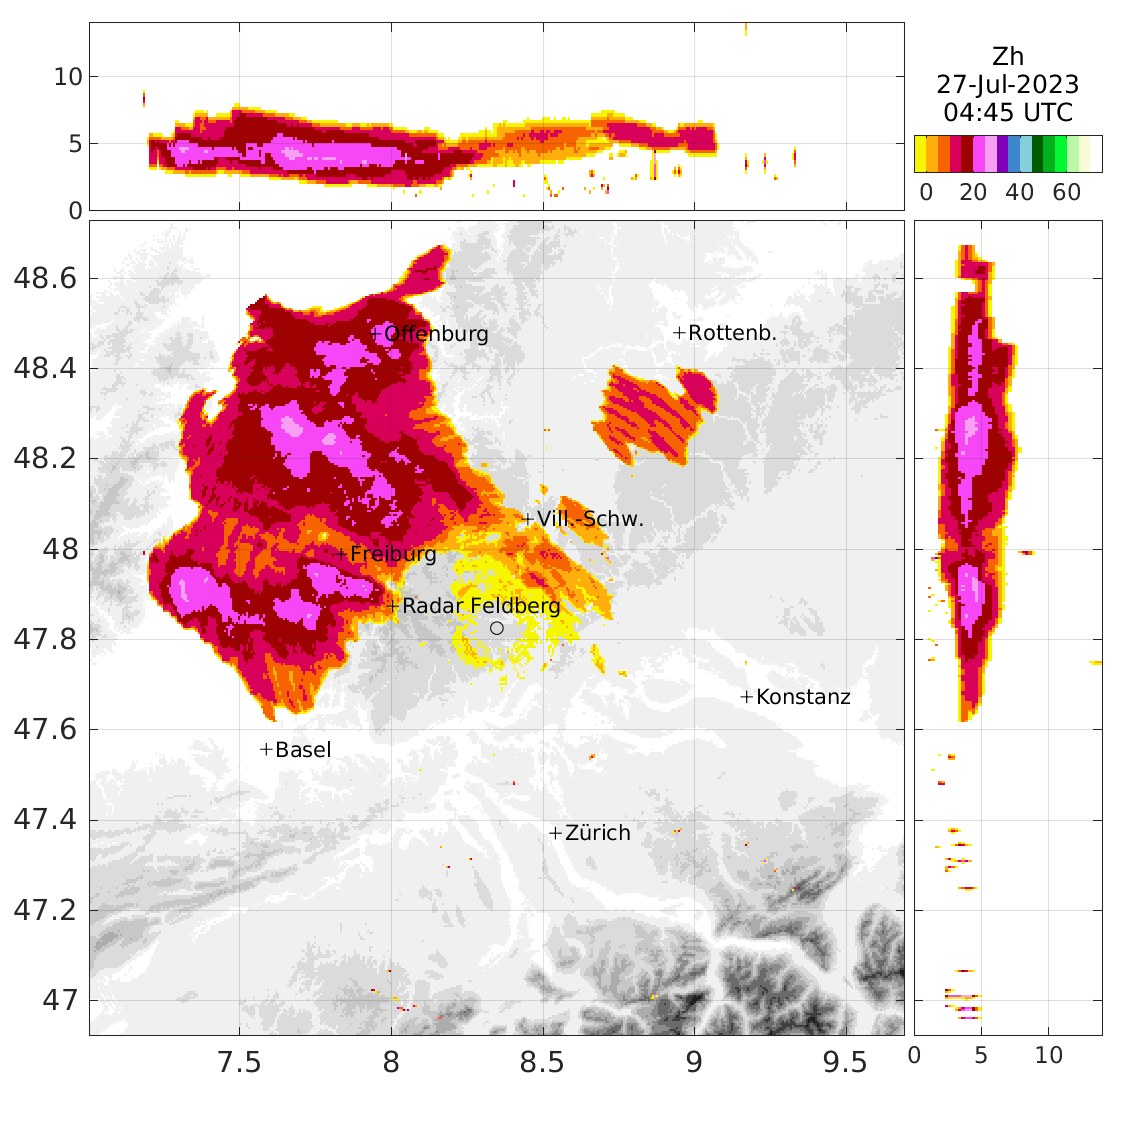 10
5
0
Zh
27-Jul-2023
04:45 UTC
0 20 40 60
48.6
48.4
48.2
48
47.8
47.6
47.4
47.2
47
+Offenburg
+Rottenb.
+Vill.-Schw.
+Freiburg
+Radar Feldberg
+Konstanz
+Basel
+Zürich
7.5 8 8.5 9 9.5
0 5 10